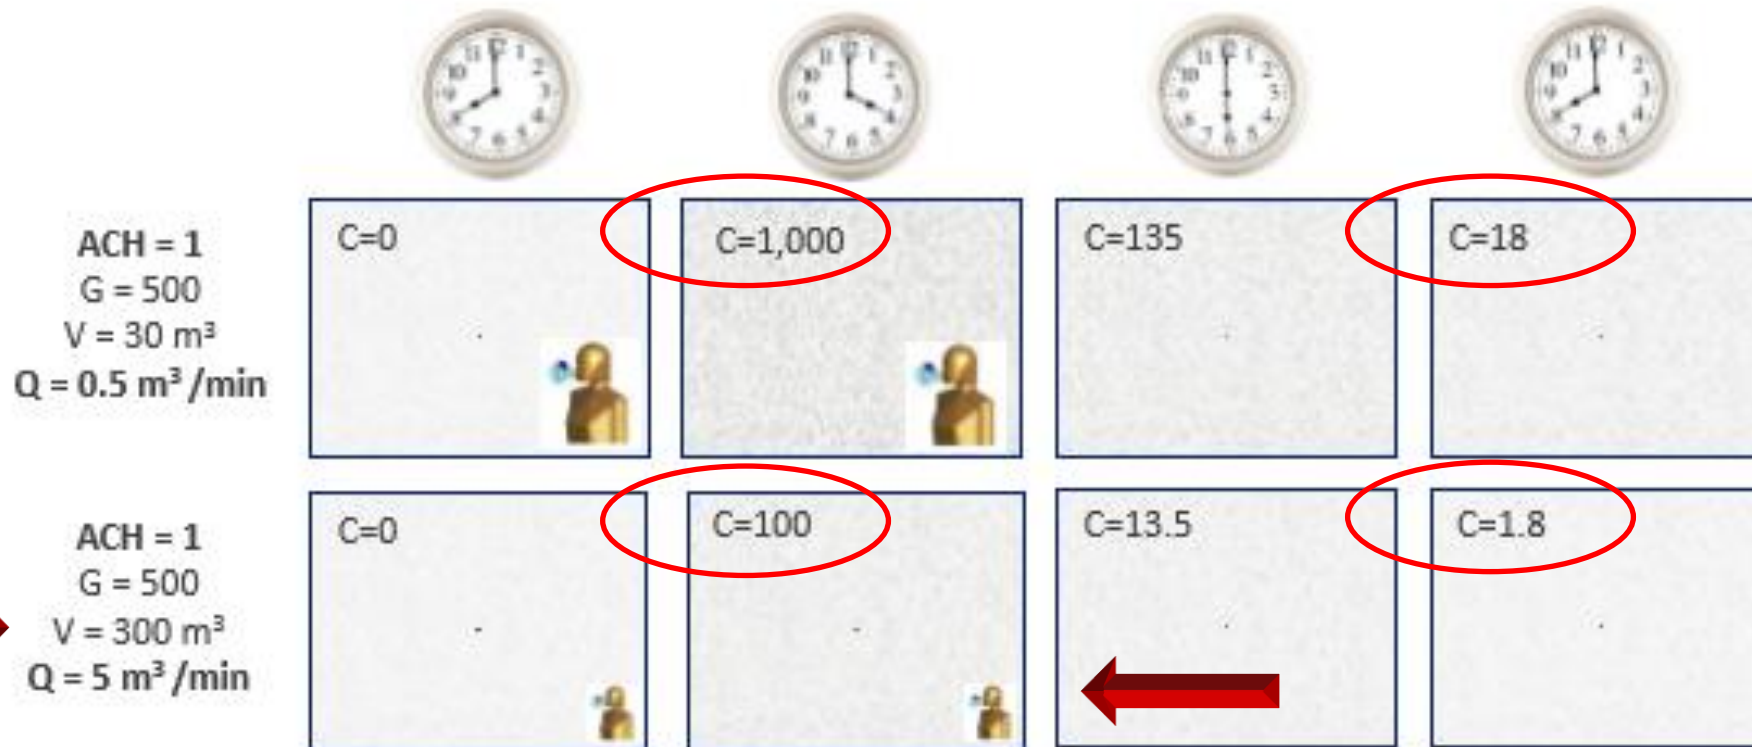 ACH = 1
G = 500
V = 30 m³
Q = 0.5 m³/min
C=0
C=1,000
C=135
C=18
ACH = 1
G = 500
V = 300 m³
Q = 5 m³/min
C=0
C=100
C=13.5
C=1.8